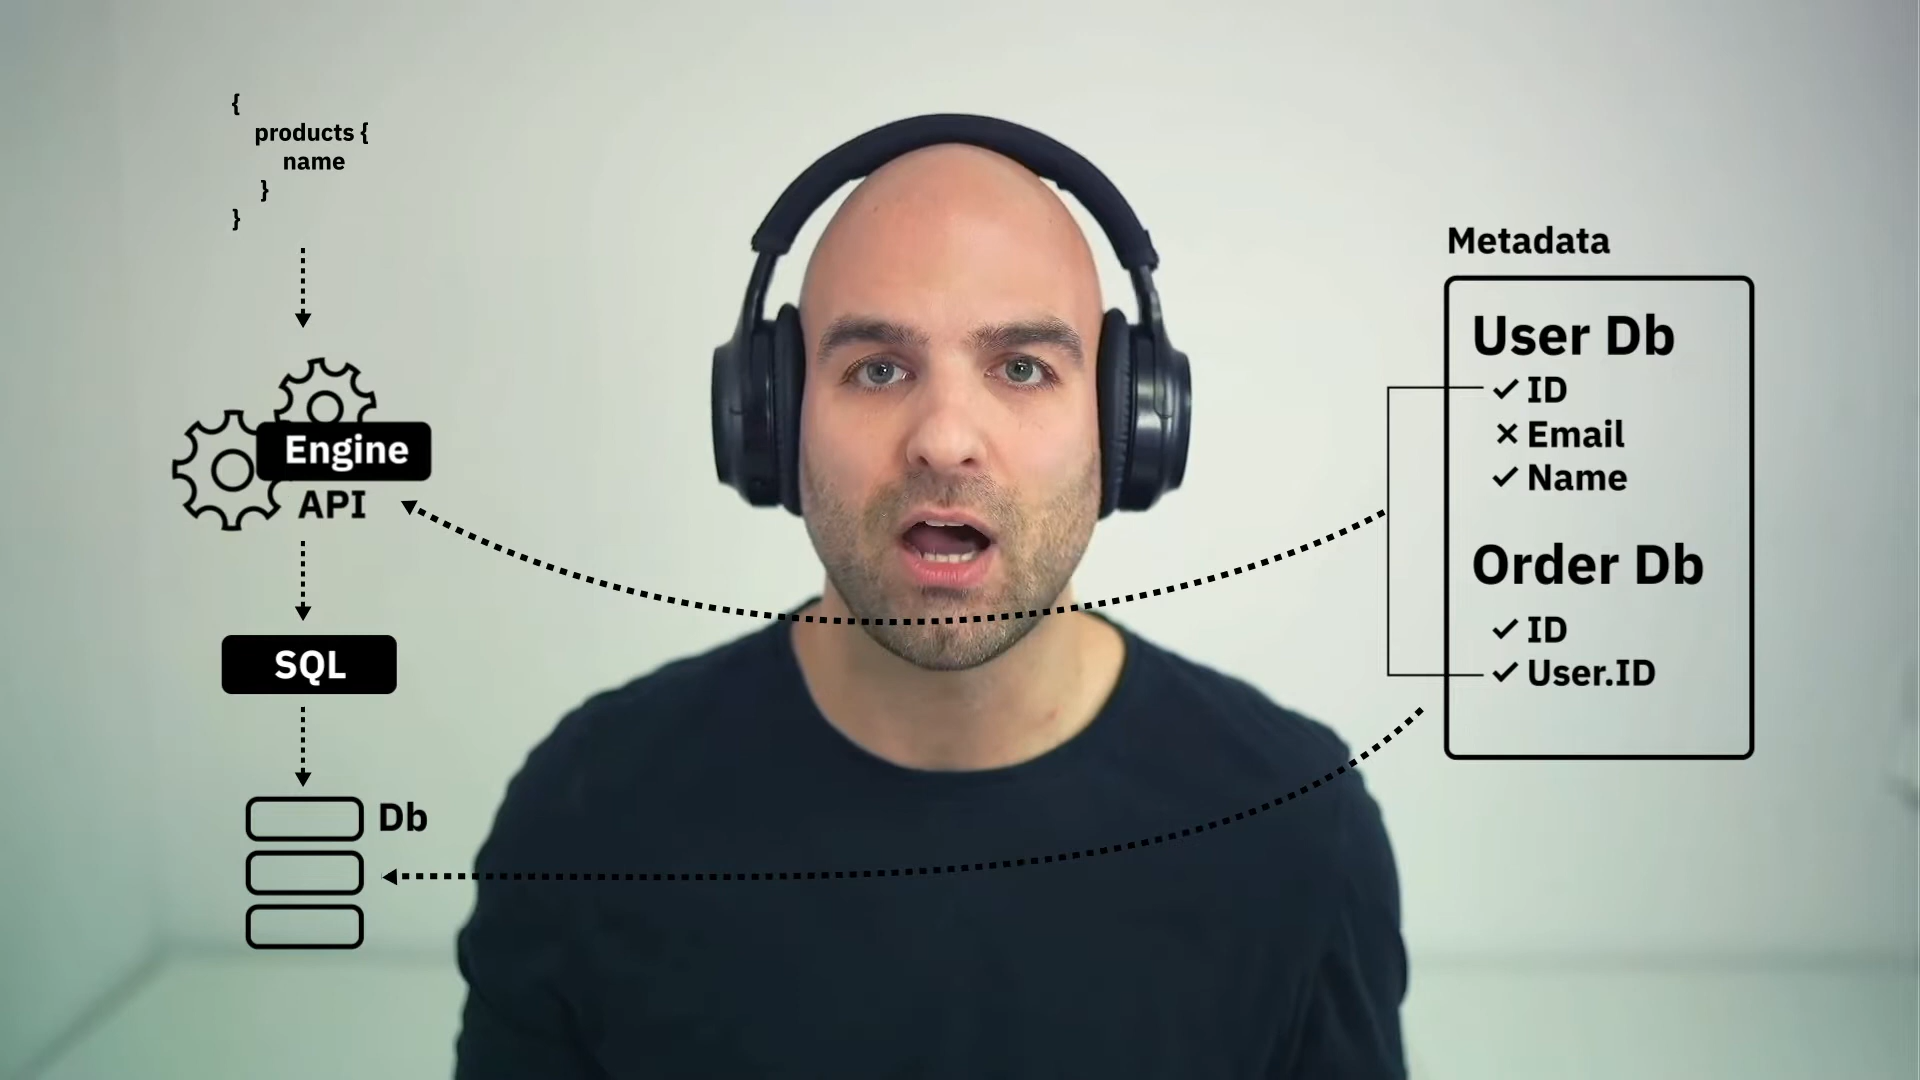 {
products {
name
}
}
Engine
API
SQL
Db
Metadata
User Db
ID
Email
Name
Order Db
ID
User.ID